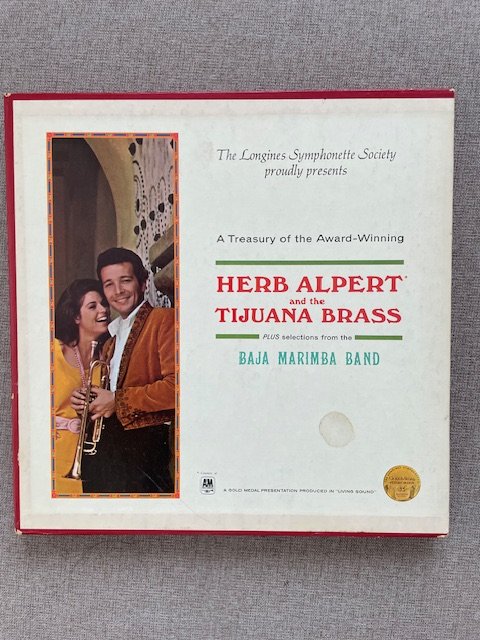 The Longines Symphonette Society
proudly presents
A Treasury of the Award-Winning
HERB ALPERT
and the
TIJUANA BRASS
PLUS selections from the
BAJA MARIMBA BAND
A&M
A GOLD MEDAL PRESENTATION PRODUCED IN "LIVING SOUND"